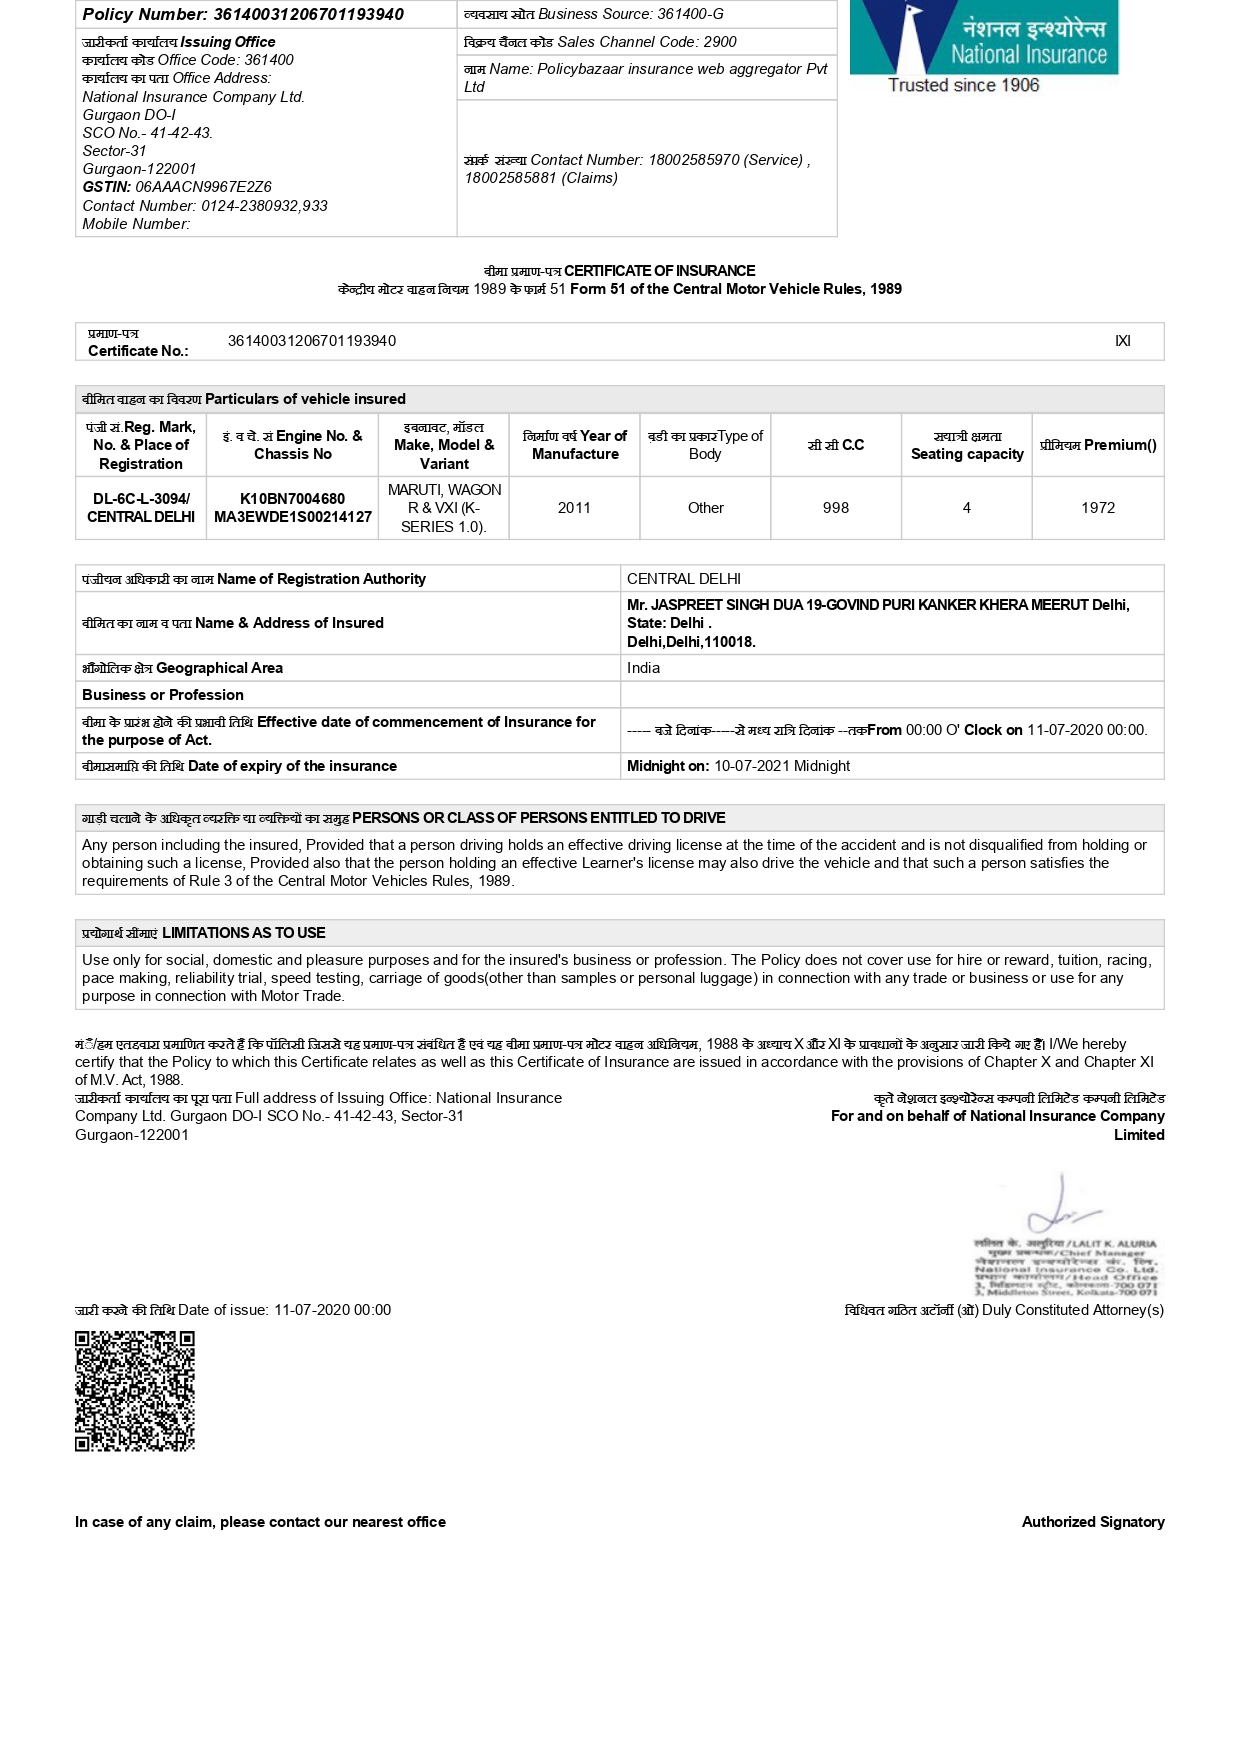 Policy Number: 36140031206701193940
जारीकर्ता कार्यालय Issuing Office
कार्यालय कोड Office Code: 361400
कार्यालय का पता Office Address:
National Insurance Company Ltd.
Gurgaon DO-I
SCO No.- 41-42-43.
Sector-31
Gurgaon-122001
GSTIN: 06AAACN9967E2Z6
Contact Number: 0124-2380932,933
Mobile Number:
व्यवसाय स्रोत Business Source: 361400-G
विक्रय चैनल कोड Sales Channel Code: 2900
नाम Name: Policybazaar insurance web aggregator Pvt
Ltd
संपर्क संख्या Contact Number: 18002585970 (Service) ,
18002585881 (Claims)
नेशनल इन्श्योरेन्स
National Insurance
Trusted since 1906
बीमा प्रमाण-पत्र CERTIFICATE OF INSURANCE
केन्द्रीय मोटर वाहन नियम 1989 के फार्म 51 Form 51 of the Central Motor Vehicle Rules, 1989
प्रमाण-पत्र
Certificate No.:
36140031206701193940
IXI
बीमित वाहन का विवरण Particulars of vehicle insured
पंजी सं.Reg. Mark,
No. & Place of
Registration
इं. व चे. सं Engine No. &
Chassis No
इबनावट, मॉडल
Make, Model &
Variant
निर्माण वर्ष Year of
Manufacture
बड़ी का प्रकारType of
Body
सी सी C.C
सयात्री क्षमता
Seating capacity
प्रीमियम Premium()
DL-6C-L-3094/
CENTRAL DELHI
K10BN7004680
MA3EWDE1S00214127
MARUTI, WAGON
R & VXI (K-
SERIES 1.0).
2011
Other
998
4
1972
पंजीयन अधिकारी का नाम Name of Registration Authority
CENTRAL DELHI
बीमित का नाम व पता Name & Address of Insured
Mr. JASPREET SINGH DUA 19-GOVIND PURI KANKER KHERA MEERUT Delhi,
State: Delhi .
Delhi,Delhi,110018.
भौगोलिक क्षेत्र Geographical Area
India
Business or Profession
बीमा के प्रारंभ होने की प्रभावी तिथि Effective date of commencement of Insurance for
the purpose of Act.
----- बजे दिनांक-----से मध्य रात्रि दिनांक --तकFrom 00:00 O' Clock on 11-07-2020 00:00.
बीमासमाप्ति की तिथि Date of expiry of the insurance
Midnight on: 10-07-2021 Midnight
गाड़ी चलाने के अधिकृत व्यरक्ति या व्यक्तियों का समुह PERSONS OR CLASS OF PERSONS ENTITLED TO DRIVE
Any person including the insured, Provided that a person driving holds an effective driving license at the time of the accident and is not disqualified from holding or
obtaining such a license, Provided also that the person holding an effective Learner's license may also drive the vehicle and that such a person satisfies the
requirements of Rule 3 of the Central Motor Vehicles Rules, 1989.
प्रयोगार्थ सीमाएं LIMITATIONS AS TO USE
Use only for social, domestic and pleasure purposes and for the insured's business or profession. The Policy does not cover use for hire or reward, tuition, racing,
pace making, reliability trial, speed testing, carriage of goods(other than samples or personal luggage) in connection with any trade or business or use for any
purpose in connection with Motor Trade.
मंैं/हम एतद्दवारा प्रमाणित करते हैं कि पॉलिसी जिससे यह प्रमाण-पत्र संबंधित हैं एवं यह बीमा प्रमाण-पत्र मोटर वाहन अधिनियम, 1988 के अध्याय X और XI के प्रावधानों के अनुसार जारी किये गए हैं। I/We hereby
certify that the Policy to which this Certificate relates as well as this Certificate of Insurance are issued in accordance with the provisions of Chapter X and Chapter XI
of M.V. Act, 1988.
जारीकर्ता कार्यालय का पूरा पता Full address of Issuing Office: National Insurance
Company Ltd. Gurgaon DO-I SCO No.- 41-42-43, Sector-31
Gurgaon-122001
कृते नेशनल इन्श्योरेन्स कम्पनी लिमिटेड कम्पनी लिमिटेड
For and on behalf of National Insurance Company
Limited
ललित के. अलुरिया/LALIT K. ALURIA
मुख्य प्रबन्धक/Chief Manager
नेशनल इन्श्योरेन्स कं. लि.
National Insurance Co. Ltd.
प्रधान कार्यालय/Head Office
3, मिडिलटन स्ट्रीट, कोलकाता-700 071
3, Middleton Street, Kolkata-700 071
जारी करने की तिथि Date of issue: 11-07-2020 00:00
विधिवत गठित अटॉर्नी (ओं) Duly Constituted Attorney(s)
In case of any claim, please contact our nearest office
Authorized Signatory